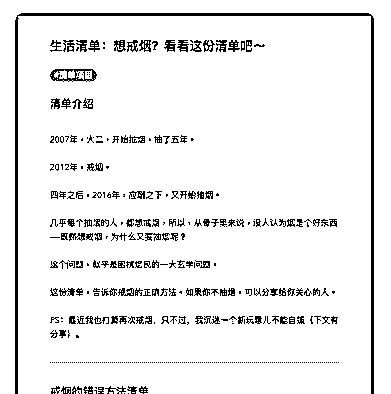 生活清单：想戒烟？看看这份清单吧～
#清单项目
清单介绍
2007年，大二，开始抽烟，抽了五年。
2012年，戒烟。
四年之后，2016年，应酬之下，又开始抽烟。
几乎每个抽烟的人，都想戒烟，所以，从骨子里来说，没人认为烟是个好东西
——既然想戒烟，为什么又要抽烟呢？
这个问题，似乎是困扰烟民的一大玄学问题。
这份清单，告诉你戒烟的正确方法。如果你不抽烟，可以分享给你关心的人。
PS：最近我也打算再次戒烟，只不过，我沉迷一个新玩意儿不能自拔（下文有
分享）。
戒烟的错误方法清单